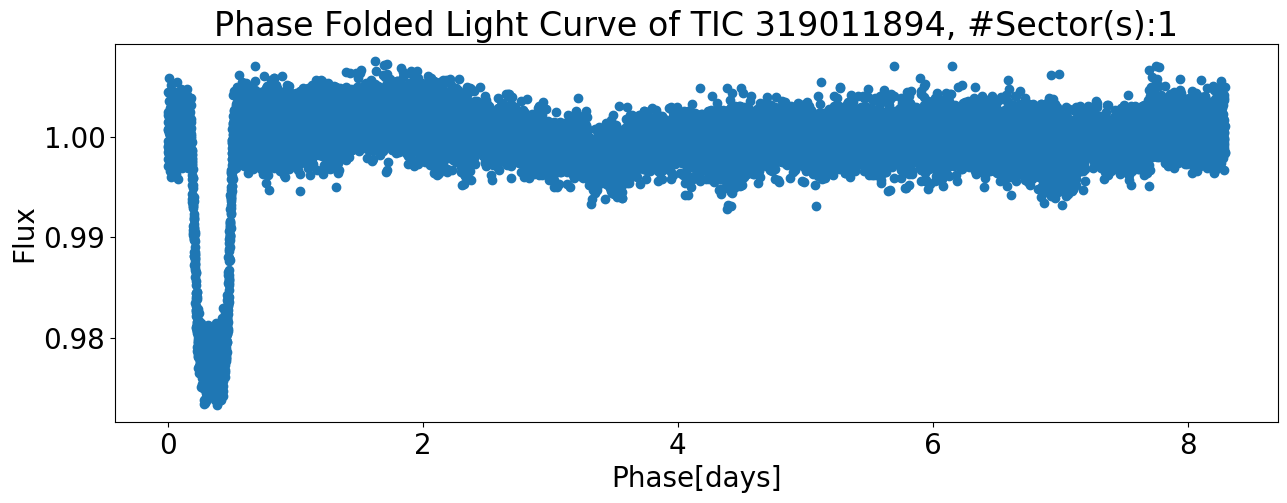 Phase Folded Light Curve of TIC 319011894, #Sector(s):1
1.00
0.99
0.98
Flux
0 2 4 6 8
Phase[days]